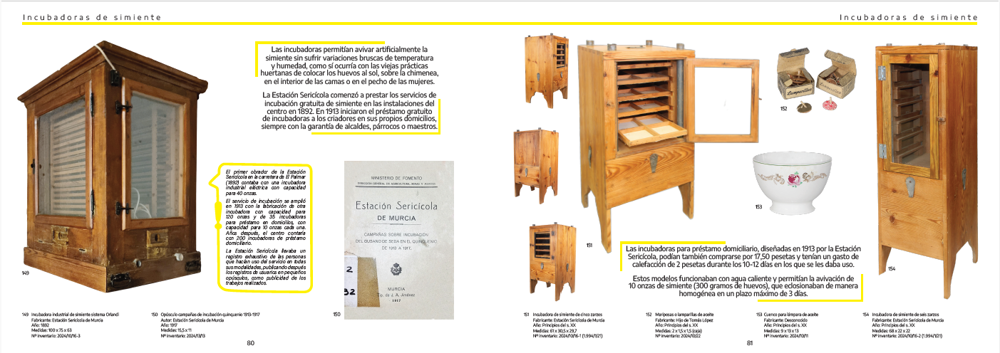 Incubadoras de simiente
Las incubadoras permitían avivar artificialmente la
simiente sin sufrir variaciones bruscas de temperatura
y humedad, como sí ocurría con las viejas prácticas
huertanas de colocar los huevos al sol, sobre la chimenea,
en el interior de las camas o en el pecho de las mujeres.
La Estación Sericícola comenzó a prestar los servicios de
incubación gratuita de simiente en las instalaciones del
centro en 1892. En 1913 iniciaron el préstamo gratuito
de incubadoras a los criadores en sus propios domicilios,
siempre con la garantía de alcaldes, párrocos o maestros.
El primer obrador de la Estación
Sericícola en la carretera de El Palmar
(1892) contaba con una incubadora
industrial eléctrica con capacidad
para 40 onzas.
El servicio de incubación se amplió
en 1913 con la fabricación de otra
incubadora con capacidad para
120 onzas y de 35 incubadoras
para préstamo en domicilios, con
capacidad para 10 onzas cada una.
Años después, el centro contaría
con 200 incubadoras de préstamo
domiciliario.
La Estación Sericícola llevaba un
registro exhaustivo de las personas
que hacían uso del servicio en todas
sus modalidades, publicando después
los registros de usuarios en pequeños
opúsculos, como publicidad de los
trabajos realizados.
MINISTERIO DE FOMENTO
DIRECCIÓN GENERAL DE AGRICULTURA, MINAS Y MONTES
Estación Sericícola
DE MURCIA
CAMPAÑAS SOBRE INCUBACIÓN
DEL GUSANO DE SEDA EN EL QUINQUENIO
DE 1913 A 1917.
2
32
MURCIA
Tip. de J. A. Jiménez
1917
149
150
149 Incubadora industrial de simiente sistema Orlandi
Fabricante: Estación Sericícola de Murcia
Año: 1892
Medidas: 100 x 75 x 63
Nº inventario: 2024/10/16-3
150 Opúsculo campañas de incubación quinquenio 1913-1917
Autor: Estación Sericícola de Murcia
Año: 1917
Medidas: 15,5 x 11
Nº inventario: 2024/13/13
80
Incubadoras de simiente
Lamparillas
Lamparillas
152
153
151
154
Las incubadoras para préstamo domiciliario, diseñadas en 1913 por la Estación
Sericícola, podían también comprarse por 17,50 pesetas y tenían un gasto de
calefacción de 2 pesetas durante los 10-12 días en los que se les daba uso.
Estos modelos funcionaban con agua caliente y permitían la avivación de
10 onzas de simiente (300 gramos de huevos), que eclosionaban de manera
homogénea en un plazo máximo de 3 días.
151 Incubadora de simiente de cinco zarzos
Fabricante: Estación Sericícola de Murcia
Año: Principios del s. XX
Medidas: 61 x 30,5 x 29,7
Nº inventario: 2024/10/16-1 (1.994/1/21)
152 Mariposas o lamparillas de aceite
Fabricante: Hijo de Tomás López
Año: Principios del s. XX
Medidas: 2 x 1,5 x 1,5 (caja)
Nº inventario: 2024/10/22
153 Cuenco para lámpara de aceite
Fabricante: Desconocido
Año: Principios del s. XX
Medidas: 9 x 13 x 13
Nº inventario: 2024/10/11
154 Incubadora de simiente de seis zarzos
Fabricante: Estación Sericícola de Murcia
Año: Principios del s. XX
Medidas: 68 x 22 x 22
Nº inventario: 2024/10/16-2 (1.994/1/21)
81